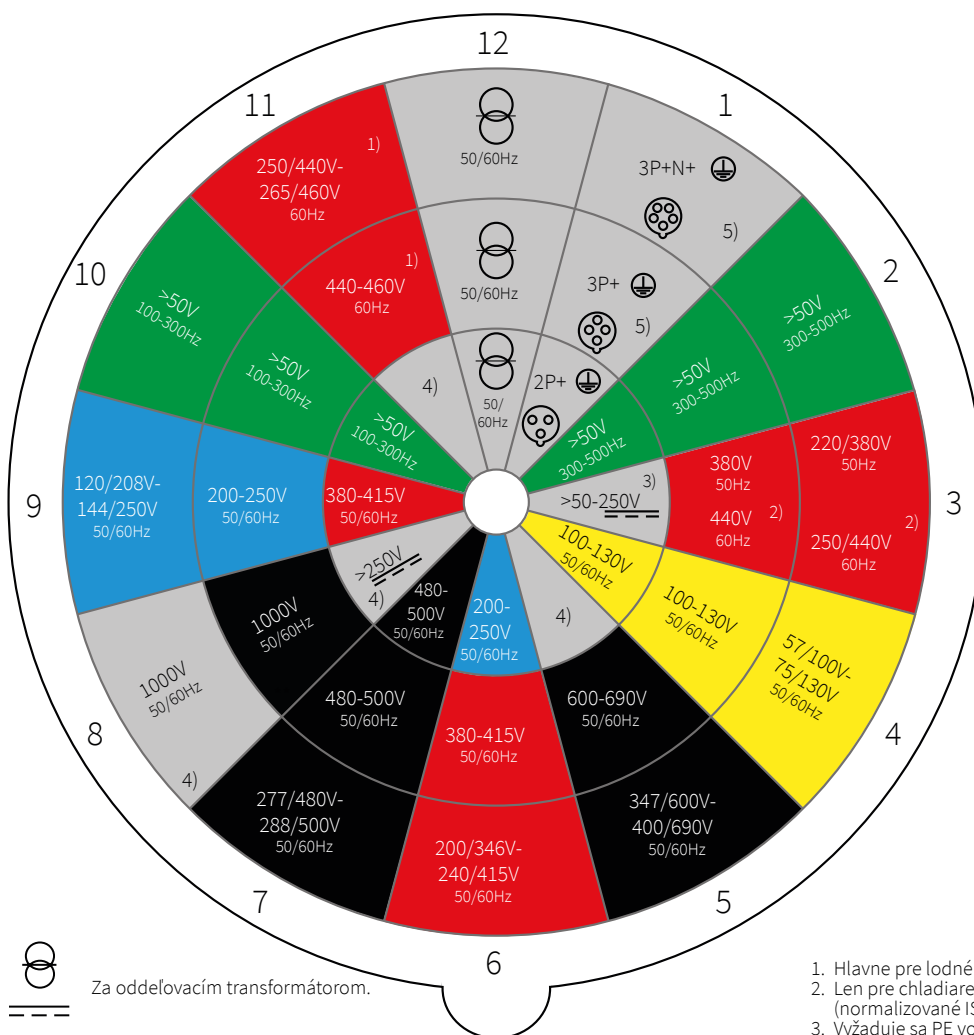 12
50/60Hz
50/60Hz
50/
60Hz
1
3P+N+
5)
3P+
5)
2P+
2
>50V
300-500Hz
>50V
300-500Hz
>50V
300-500Hz
3
220/380V
50Hz
2)
250/440V
60Hz
380V
50Hz
2)
440V
60Hz
3)
>50-250V
4
57/100V-
75/130V
50/60Hz
100-130V
50/60Hz
100-130V
50/60Hz
5
347/600V-
400/690V
50/60Hz
600-690V
50/60Hz
4)
6
200/346V-
240/415V
50/60Hz
380-415V
50/60Hz
200-
250V
50/60Hz
7
277/480V-
288/500V
50/60Hz
480-500V
50/60Hz
480-
500V
50/60Hz
8
1000V
50/60Hz
4)
1000V
50/60Hz
>250V
4)
9
120/208V-
144/250V
50/60Hz
200-250V
50/60Hz
380-415V
50/60Hz
10
>50V
100-300Hz
>50V
100-300Hz
>50V
100-300Hz
11
1)
250/440V-
265/460V
60Hz
1)
440-460V
60Hz
4)
Za oddeľovacím transformátorom.
1. Hlavne pre lodné
2. Len pre chladiare
(normalizované IS
3. Vyžaduje sa PE vo